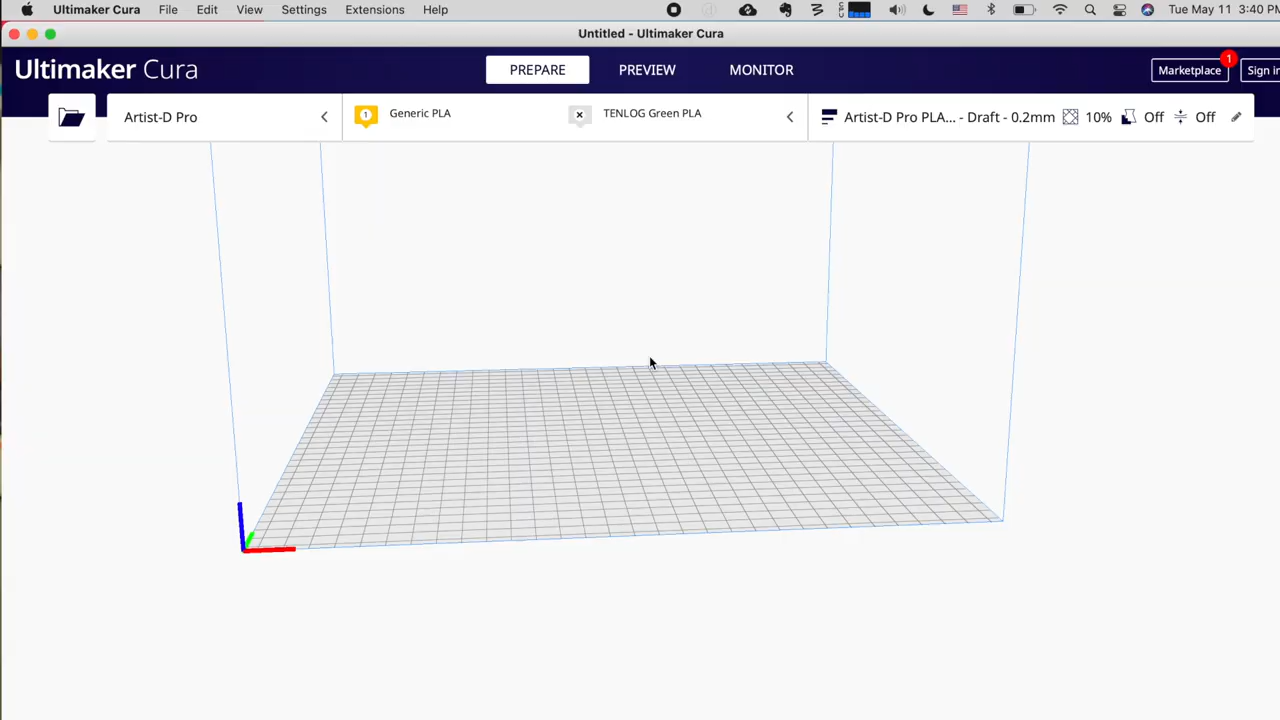 Ultimaker Cura File Edit View Settings Extensions Help Tue May 11 3:40 PM
Untitled - Ultimaker Cura
Ultimaker Cura PREPARE PREVIEW MONITOR Marketplace 1 Sign in
Artist-D Pro 1 Generic PLA TENLOG Green PLA Artist-D Pro PLA... - Draft - 0.2mm 10% Off Off